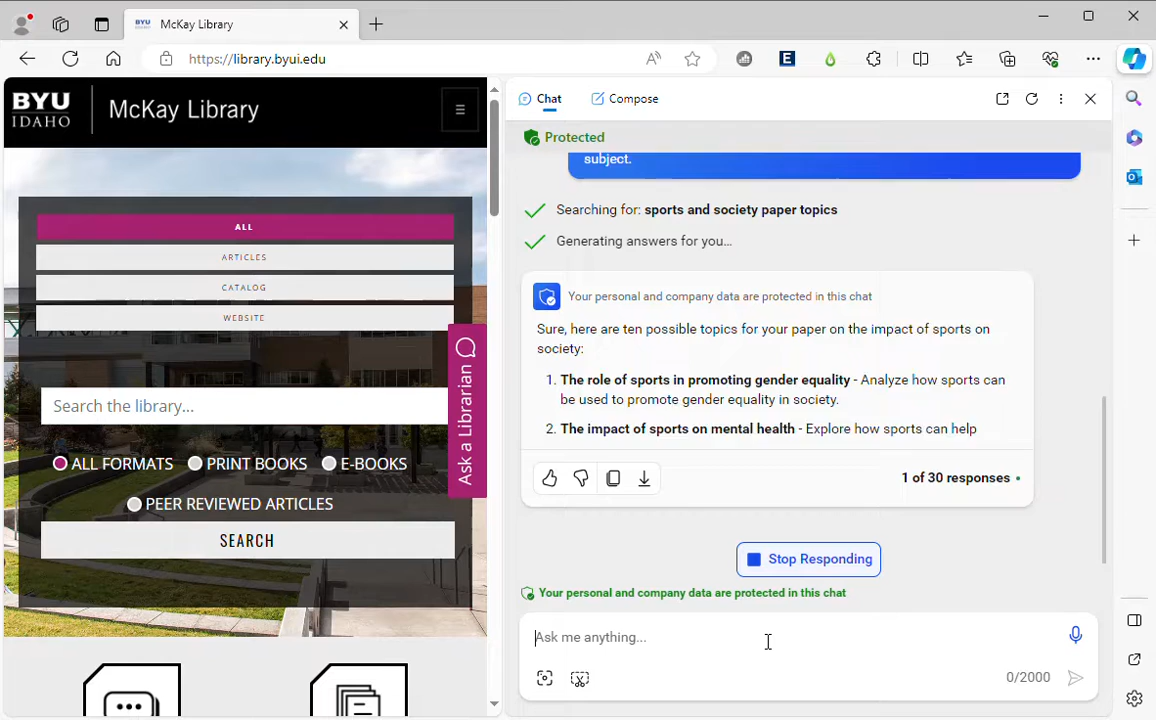 BYU
McKay Library
https://library.byui.edu
BYU
IDAHO
McKay Library
ALL
ARTICLES
CATALOG
WEBSITE
Search the library...
ALL FORMATS
PRINT BOOKS
E-BOOKS
PEER REVIEWED ARTICLES
SEARCH
Ask a Librarian
Chat
Compose
Protected
subject.
Searching for: sports and society paper topics
Generating answers for you...
Your personal and company data are protected in this chat
Sure, here are ten possible topics for your paper on the impact of sports on
society:
1. The role of sports in promoting gender equality - Analyze how sports can
be used to promote gender equality in society.
2. The impact of sports on mental health - Explore how sports can help
1 of 30 responses
Stop Responding
Your personal and company data are protected in this chat
Ask me anything...
0/2000